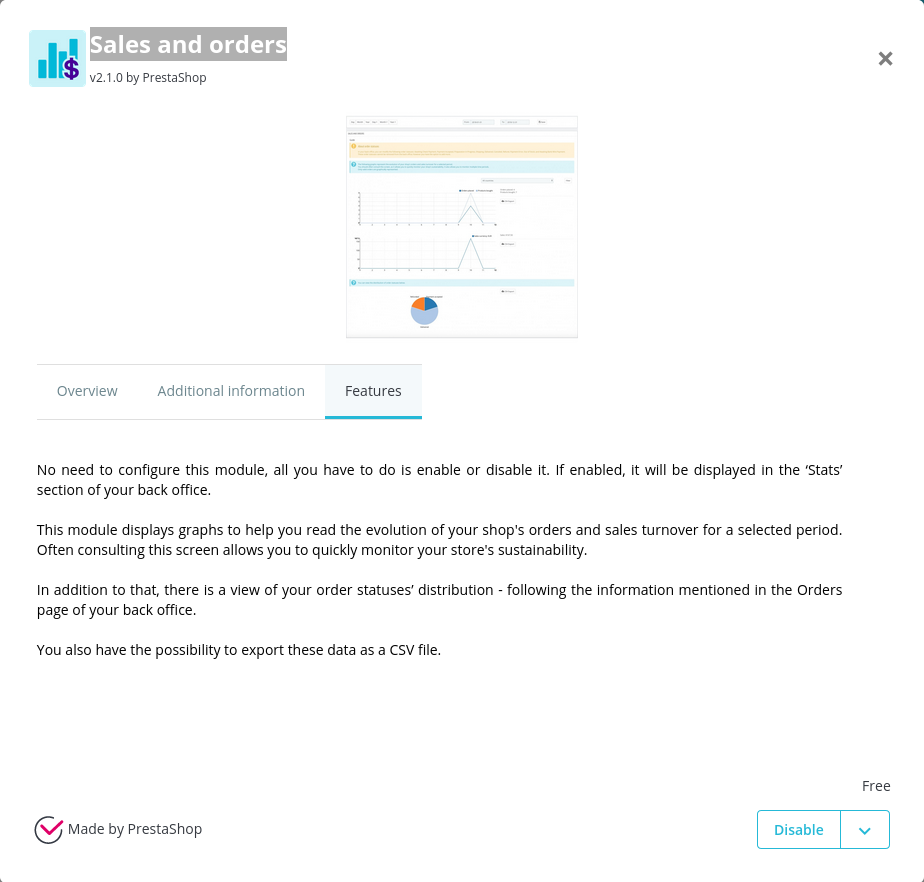 Sales and orders
v2.1.0 by PrestaShop
Overview
Additional information
Features
No need to configure this module, all you have to do is enable or disable it. If enabled, it will be displayed in the ‘Stats’
section of your back office.
This module displays graphs to help you read the evolution of your shop's orders and sales turnover for a selected period.
Often consulting this screen allows you to quickly monitor your store's sustainability.
In addition to that, there is a view of your order statuses’ distribution - following the information mentioned in the Orders
page of your back office.
You also have the possibility to export these data as a CSV file.
Free
Made by PrestaShop
Disable